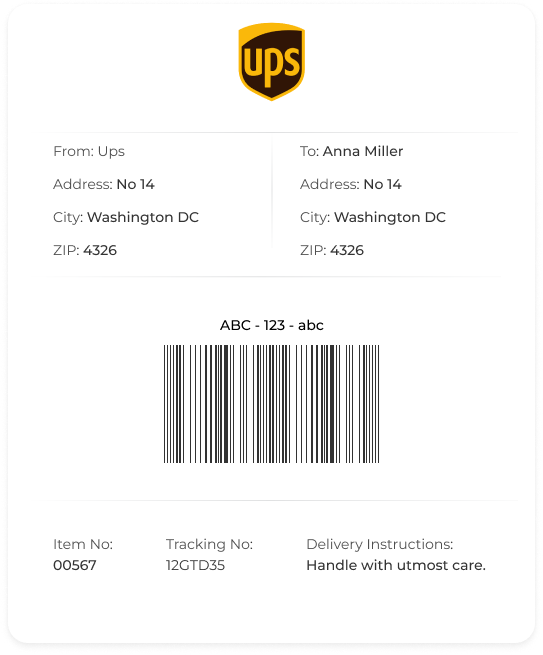 ups
From: Ups
Address: No 14
City: Washington DC
ZIP: 4326
To: Anna Miller
Address: No 14
City: Washington DC
ZIP: 4326
ABC - 123 - abc
Item No:
00567
Tracking No:
12GTD35
Delivery Instructions:
Handle with utmost care.